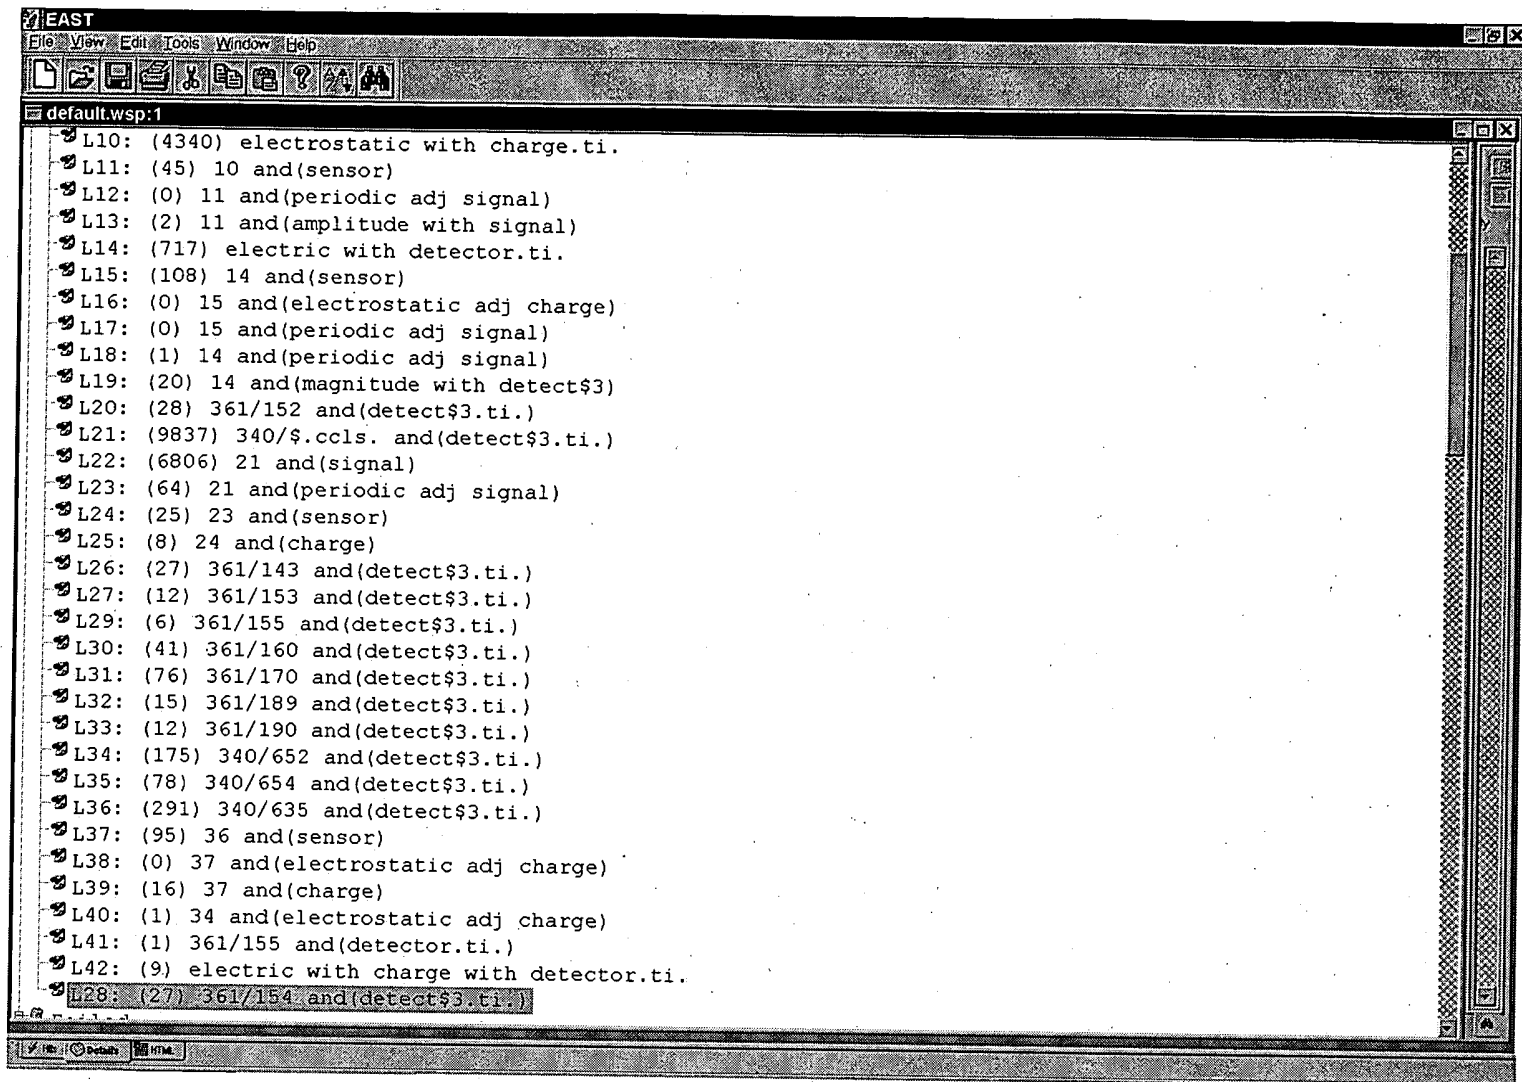 EAST
File View Edit Tools Window Help
default.wsp:1
L10: (4340) electrostatic with charge.ti.
L11: (45) 10 and(sensor)
L12: (0) 11 and(periodic adj signal)
L13: (2) 11 and(amplitude with signal)
L14: (717) electric with detector.ti.
L15: (108) 14 and(sensor)
L16: (0) 15 and(electrostatic adj charge)
L17: (0) 15 and(periodic adj signal)
L18: (1) 14 and(periodic adj signal)
L19: (20) 14 and(magnitude with detect$3)
L20: (28) 361/152 and(detect$3.ti.)
L21: (9837) 340/$.ccls. and(detect$3.ti.)
L22: (6806) 21 and(signal)
L23: (64) 21 and(periodic adj signal)
L24: (25) 23 and(sensor)
L25: (8) 24 and(charge)
L26: (27) 361/143 and(detect$3.ti.)
L27: (12) 361/153 and(detect$3.ti.)
L29: (6) 361/155 and(detect$3.ti.)
L30: (41) 361/160 and(detect$3.ti.)
L31: (76) 361/170 and(detect$3.ti.)
L32: (15) 361/189 and(detect$3.ti.)
L33: (12) 361/190 and(detect$3.ti.)
L34: (175) 340/652 and(detect$3.ti.)
L35: (78) 340/654 and(detect$3.ti.)
L36: (291) 340/635 and(detect$3.ti.)
L37: (95) 36 and(sensor)
L38: (0) 37 and(electrostatic adj charge)
L39: (16) 37 and(charge)
L40: (1) 34 and(electrostatic adj charge)
L41: (1) 361/155 and(detector.ti.)
L42: (9) electric with charge with detector.ti.
L28: (27) 361/154 and(detect$3.ti.)
Details HTML